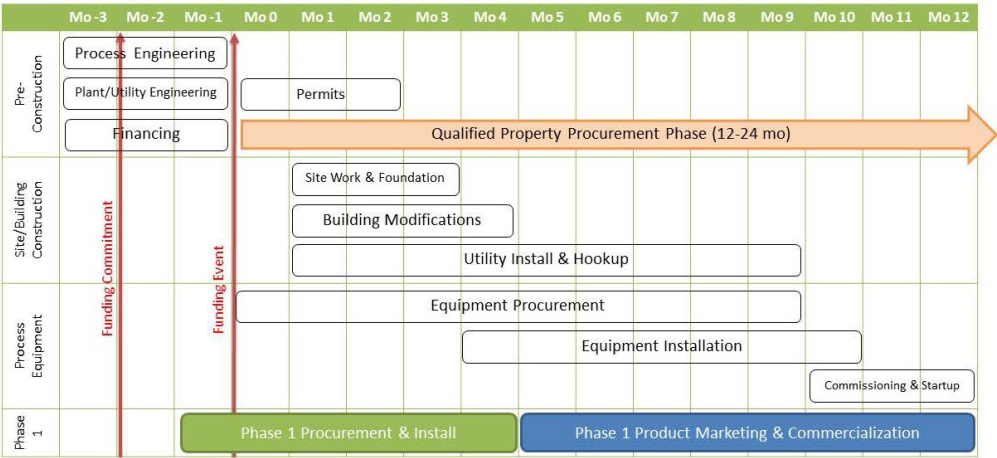 Mo -3 Mo -2 Mo -1 Mo 0 Mo 1 Mo 2 Mo 3 Mo 4 Mo 5 Mo 6 Mo 7 Mo 8 Mo 9 Mo 10 Mo 11 Mo 12
Pre-
Construction
Process Engineering
Plant/Utility Engineering
Permits
Financing
Qualified Property Procurement Phase (12-24 mo)
Funding Commitment
Funding Event
Site/Building
Construction
Site Work & Foundation
Building Modifications
Utility Install & Hookup
Process
Equipment
Equipment Procurement
Equipment Installation
Commissioning & Startup
Phase
1
Phase 1 Procurement & Install
Phase 1 Product Marketing & Commercialization